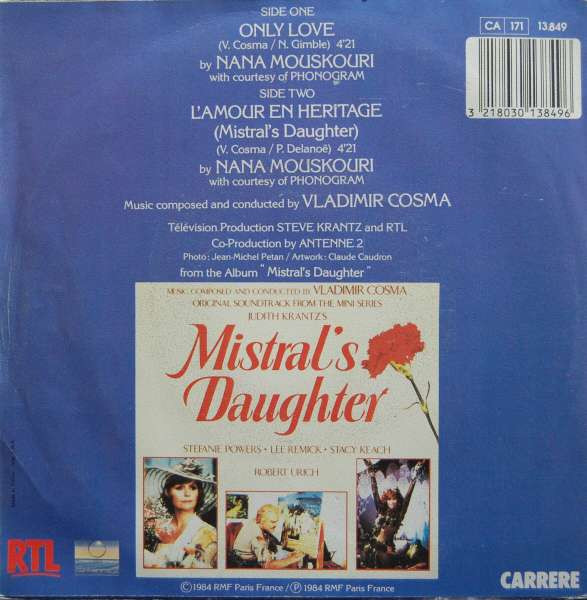 SIDE ONE
ONLY LOVE
(V. Cosma / N. Gimble) 4'21
by NANA MOUSKOURI
with courtesy of PHONOGRAM
SIDE TWO
L'AMOUR EN HERITAGE
(Mistral's Daughter)
(V. Cosma / P. Delanoë) 4'21
by NANA MOUSKOURI
with courtesy of PHONOGRAM
Music composed and conducted by VLADIMIR COSMA
Télévision Production STEVE KRANTZ and RTL
Co-Production by ANTENNE 2
Photo : Jean-Michel Petan / Artwork : Claude Caudron
from the Album "Mistral's Daughter"
CA 171 13.849
3 218030 138496
MUSIC COMPOSED AND CONDUCTED BY VLADIMIR COSMA
ORIGINAL SOUNDTRACK FROM THE MINI SERIES
JUDITH KRANTZ'S
Mistral's
Daughter
STEFANIE POWERS • LEE REMICK • STACY KEACH
ROBERT URICH
RTL
© 1984 RMF Paris France / ℗ 1984 RMF Paris France
CARRERE